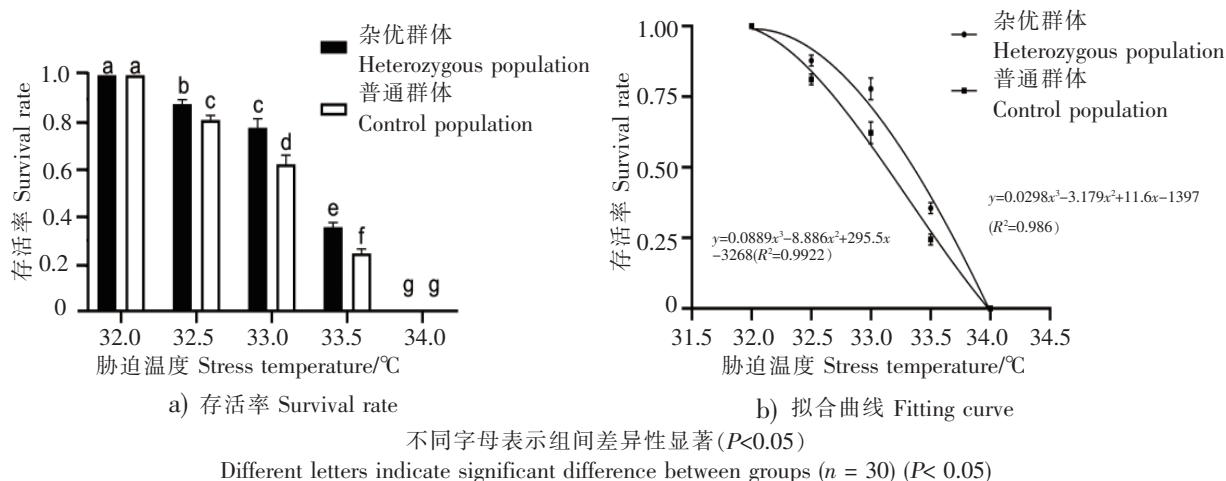 杂优群体
Heterozygous population
普通群体
Control population
存活率 Survival rate
1.0
0.8
0.6
0.4
0.2
0
a a
b
c
c
d
e
f
g g
32.0 32.5 33.0 33.5 34.0
胁迫温度 Stress temperature/℃
a) 存活率 Survival rate
杂优群体
Heterozygous population
普通群体
Control population
存活率 Survival rate
1.00
0.75
0.50
0.25
0
y=0.0298x³−3.179x²+11.6x−1397
(R²=0.986)
y=0.0889x³−8.886x²+295.5x
−3268(R²=0.9922)
31.5 32.0 32.5 33.0 33.5 34.0 34.5
胁迫温度 Stress temperature/℃
b) 拟合曲线 Fitting curve
不同字母表示组间差异性显著(P<0.05)
Different letters indicate significant difference between groups (n = 30) (P< 0.05)